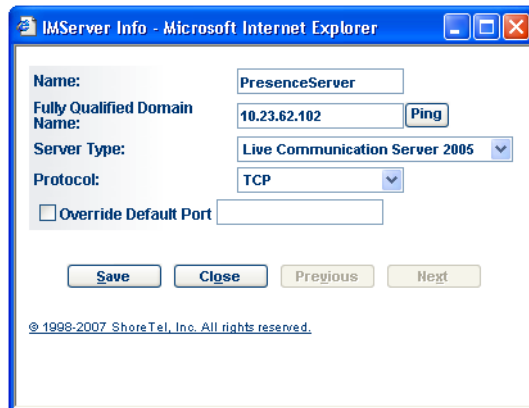 IMServer Info - Microsoft Internet Explorer
Name: PresenceServer
Fully Qualified Domain Name: 10.23.62.102 Ping
Server Type: Live Communication Server 2005
Protocol: TCP
Override Default Port
Save Close Previous Next
© 1998-2007 ShoreTel, Inc. All rights reserved.